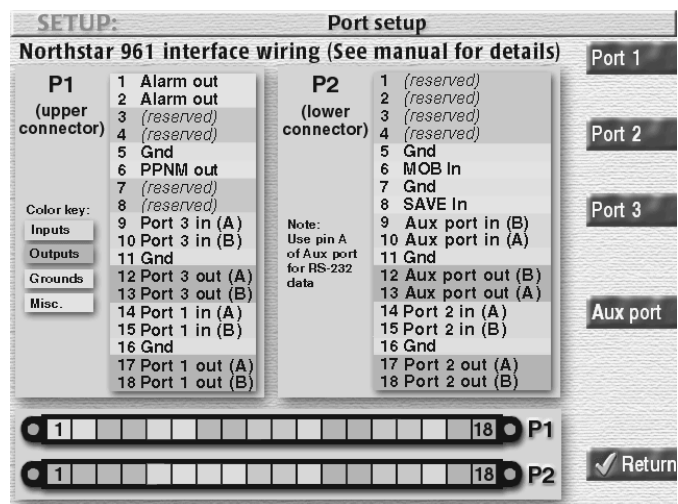 SETUP:
Port setup
Northstar 961 interface wiring (See manual for details)
P1
(upper
connector)
1 Alarm out
2 Alarm out
3 (reserved)
4 (reserved)
5 Gnd
6 PPNM out
7 (reserved)
8 (reserved)
9 Port 3 in (A)
10 Port 3 in (B)
11 Gnd
12 Port 3 out (A)
13 Port 3 out (B)
14 Port 1 in (A)
15 Port 1 in (B)
16 Gnd
17 Port 1 out (A)
18 Port 1 out (B)
Color key:
Inputs
Outputs
Grounds
Misc.
P2
(lower
connector)
1 (reserved)
2 (reserved)
3 (reserved)
4 (reserved)
5 Gnd
6 MOB In
7 Gnd
8 SAVE In
9 Aux port in (B)
10 Aux port in (A)
11 Gnd
12 Aux port out (B)
13 Aux port out (A)
14 Port 2 in (A)
15 Port 2 in (B)
16 Gnd
17 Port 2 out (A)
18 Port 2 out (B)
Note:
Use pin A
of Aux port
for RS-232
data
1 18 P1
1 18 P2
Port 1
Port 2
Port 3
Aux port
Return